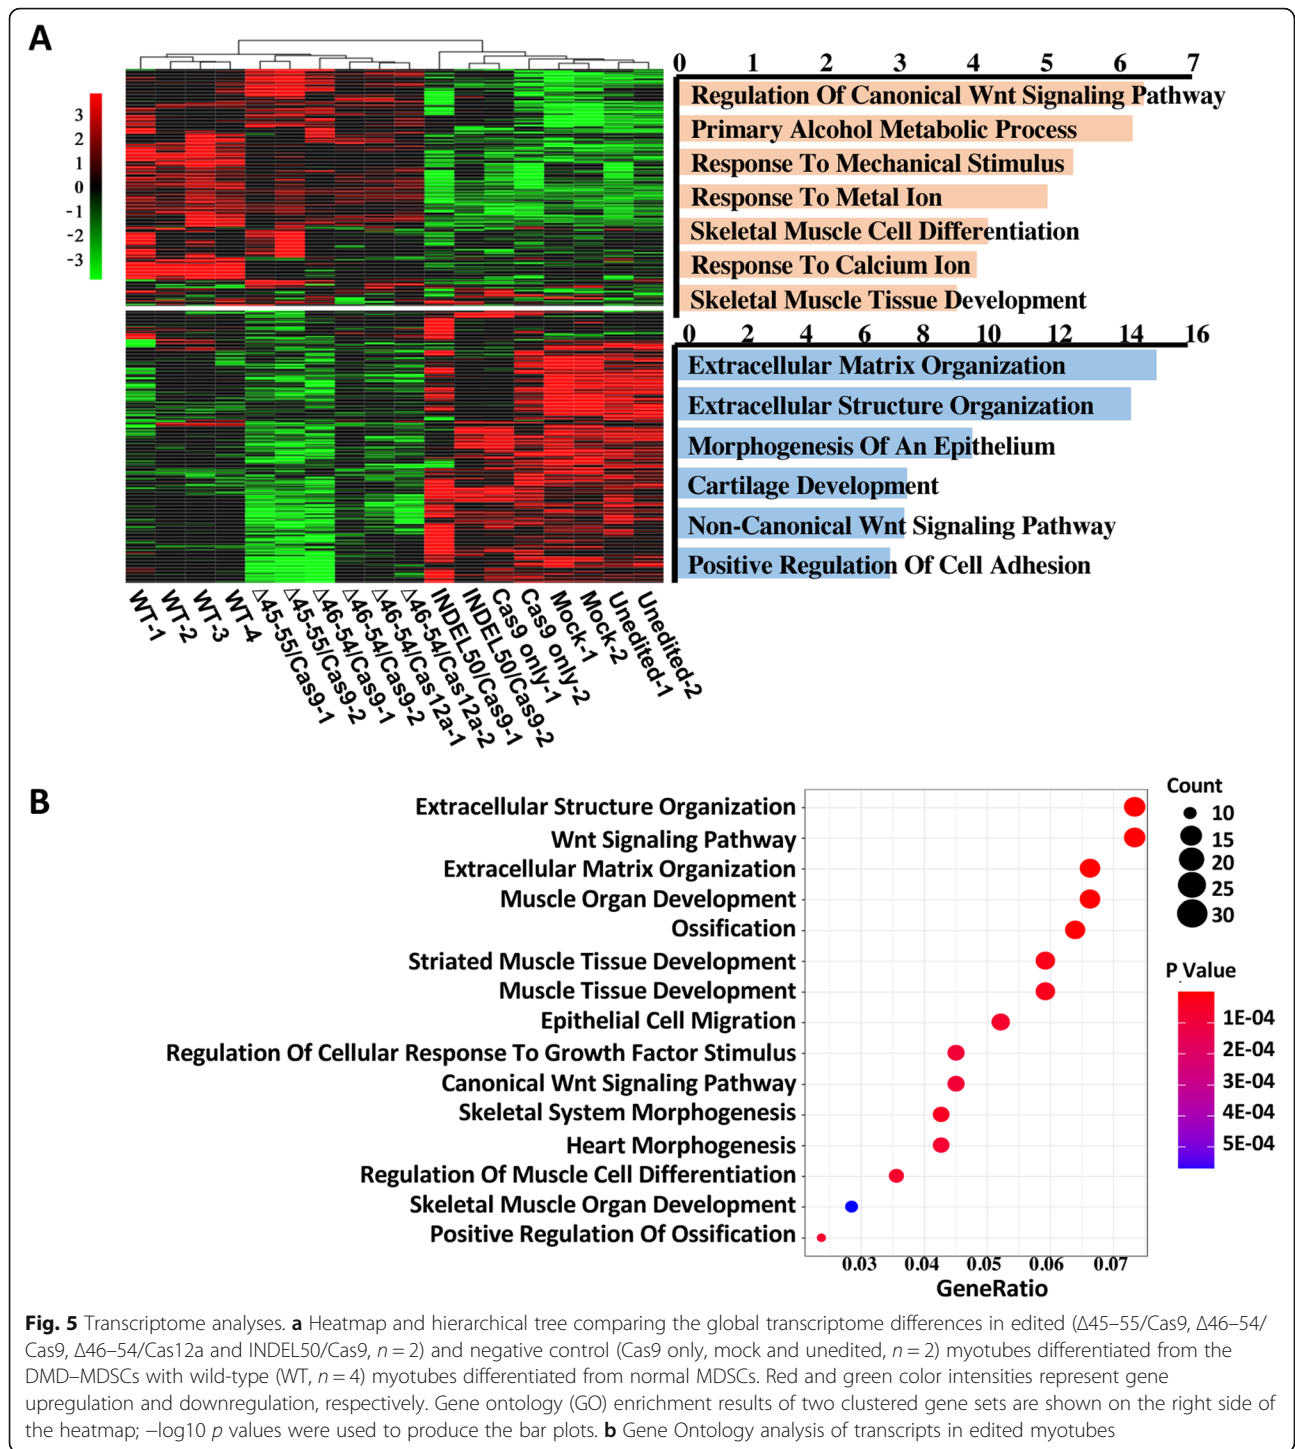 A
0 1 2 3 4 5 6 7
3
2
1
0
-1
-2
-3
Regulation Of Canonical Wnt Signaling Pathway
Primary Alcohol Metabolic Process
Response To Mechanical Stimulus
Response To Metal Ion
Skeletal Muscle Cell Differentiation
Response To Calcium Ion
Skeletal Muscle Tissue Development
0 2 4 6 8 10 12 14 16
Extracellular Matrix Organization
Extracellular Structure Organization
Morphogenesis Of An Epithelium
Cartilage Development
Non-Canonical Wnt Signaling Pathway
Positive Regulation Of Cell Adhesion
WT-1
WT-2
WT-3
WT-4
Δ45-55/Cas9-1
Δ45-55/Cas9-2
Δ46-54/Cas9-1
Δ46-54/Cas9-2
Δ46-54/Cas12a-1
Δ46-54/Cas12a-2
INDEL50/Cas9-1
INDEL50/Cas9-2
Cas9 only-1
Cas9 only-2
Mock-1
Mock-2
Unedited-1
Unedited-2
B
Extracellular Structure Organization
Wnt Signaling Pathway
Extracellular Matrix Organization
Muscle Organ Development
Ossification
Striated Muscle Tissue Development
Muscle Tissue Development
Epithelial Cell Migration
Regulation Of Cellular Response To Growth Factor Stimulus
Canonical Wnt Signaling Pathway
Skeletal System Morphogenesis
Heart Morphogenesis
Regulation Of Muscle Cell Differentiation
Skeletal Muscle Organ Development
Positive Regulation Of Ossification
0.03 0.04 0.05 0.06 0.07
GeneRatio
Count
10
15
20
25
30
P Value
1E-04
2E-04
3E-04
4E-04
5E-04
Fig. 5 Transcriptome analyses. a Heatmap and hierarchical tree comparing the global transcriptome differences in edited (Δ45–55/Cas9, Δ46–54/
Cas9, Δ46–54/Cas12a and INDEL50/Cas9, n = 2) and negative control (Cas9 only, mock and unedited, n = 2) myotubes differentiated from the
DMD–MDSCs with wild-type (WT, n = 4) myotubes differentiated from normal MDSCs. Red and green color intensities represent gene
upregulation and downregulation, respectively. Gene ontology (GO) enrichment results of two clustered gene sets are shown on the right side of
the heatmap; −log10 p values were used to produce the bar plots. b Gene Ontology analysis of transcripts in edited myotubes